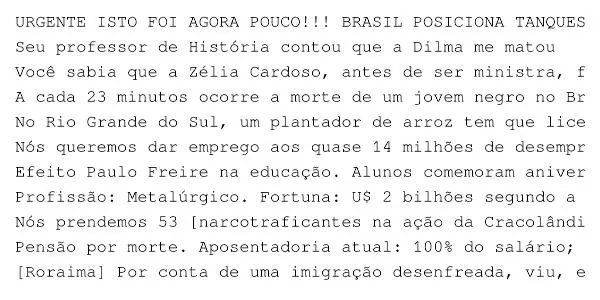 URGENTE ISTO FOI AGORA POUCO!!! BRASIL POSICIONA TANQUES
Seu professor de História contou que a Dilma me matou
Você sabia que a Zélia Cardoso, antes de ser ministra, f
A cada 23 minutos ocorre a morte de um jovem negro no Br
No Rio Grande do Sul, um plantador de arroz tem que lice
Nós queremos dar emprego aos quase 14 milhões de desempr
Efeito Paulo Freire na educação. Alunos comemoram aniver
Profissão: Metalúrgico. Fortuna: U$ 2 bilhões segundo a
Nós prendemos 53 [narcotraficantes na ação da Cracolândi
Pensão por morte. Aposentadoria atual: 100% do salário;
[Roraima] Por conta de uma imigração desenfreada, viu, e